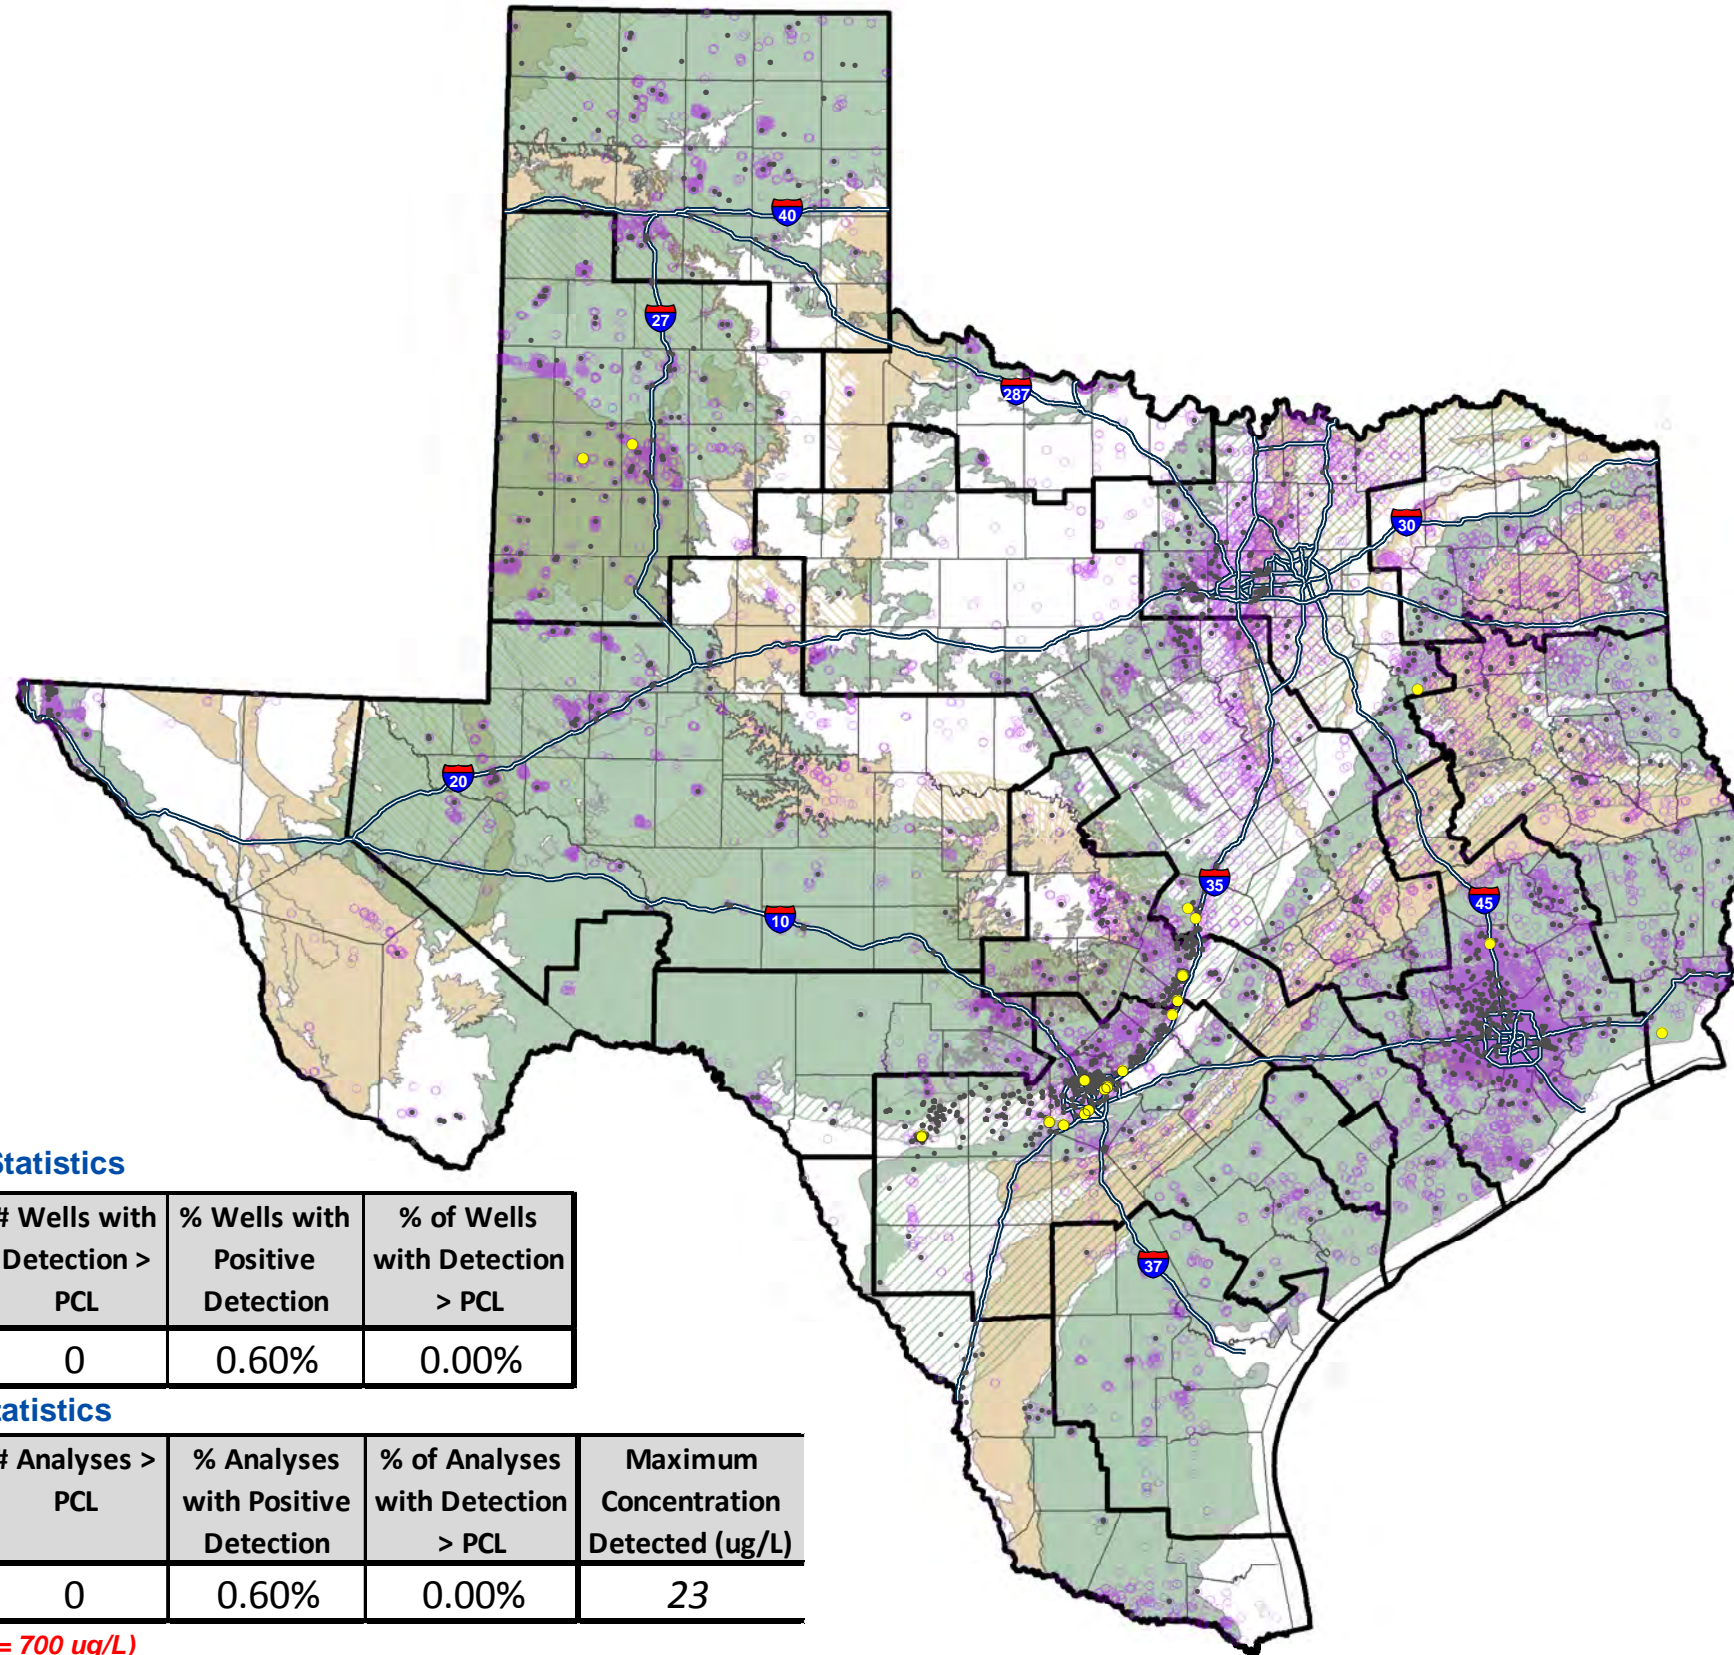 40
27
287
30
20
10
35
45
37
Statistics
# Wells with Detection > PCL
% Wells with Positive Detection
% of Wells with Detection > PCL
0
0.60%
0.00%
tatistics
# Analyses > PCL
% Analyses with Positive Detection
% of Analyses with Detection > PCL
Maximum Concentration Detected (ug/L)
0
0.60%
0.00%
23
= 700 ug/L)